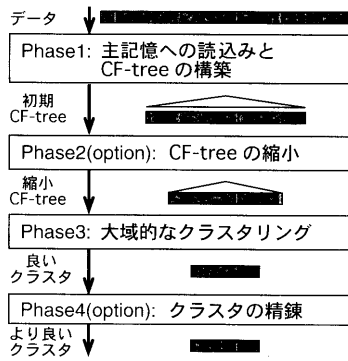 データ
Phase1: 主記憶への読込みと
CF-tree の構築
初期
CF-tree
Phase2(option): CF-tree の縮小
縮小
CF-tree
Phase3: 大域的なクラスタリング
良い
クラスタ
Phase4(option): クラスタの精錬
より良い
クラスタ